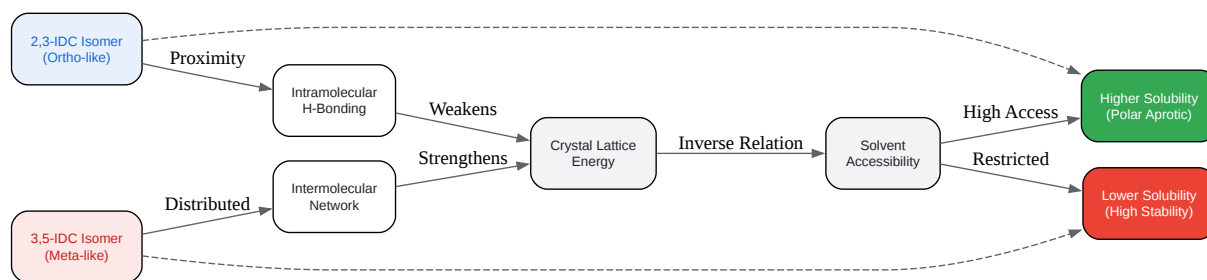 2,3-IDC Isomer
(Ortho-like)
Proximity
Intramolecular
H-Bonding
Weakens
Crystal Lattice
Energy
Inverse Relation
Solvent
Accessibility
High Access
Higher Solubility
(Polar Aprotic)
3,5-IDC Isomer
(Meta-like)
Distributed
Intermolecular
Network
Strengthens
Restricted
Lower Solubility
(High Stability)